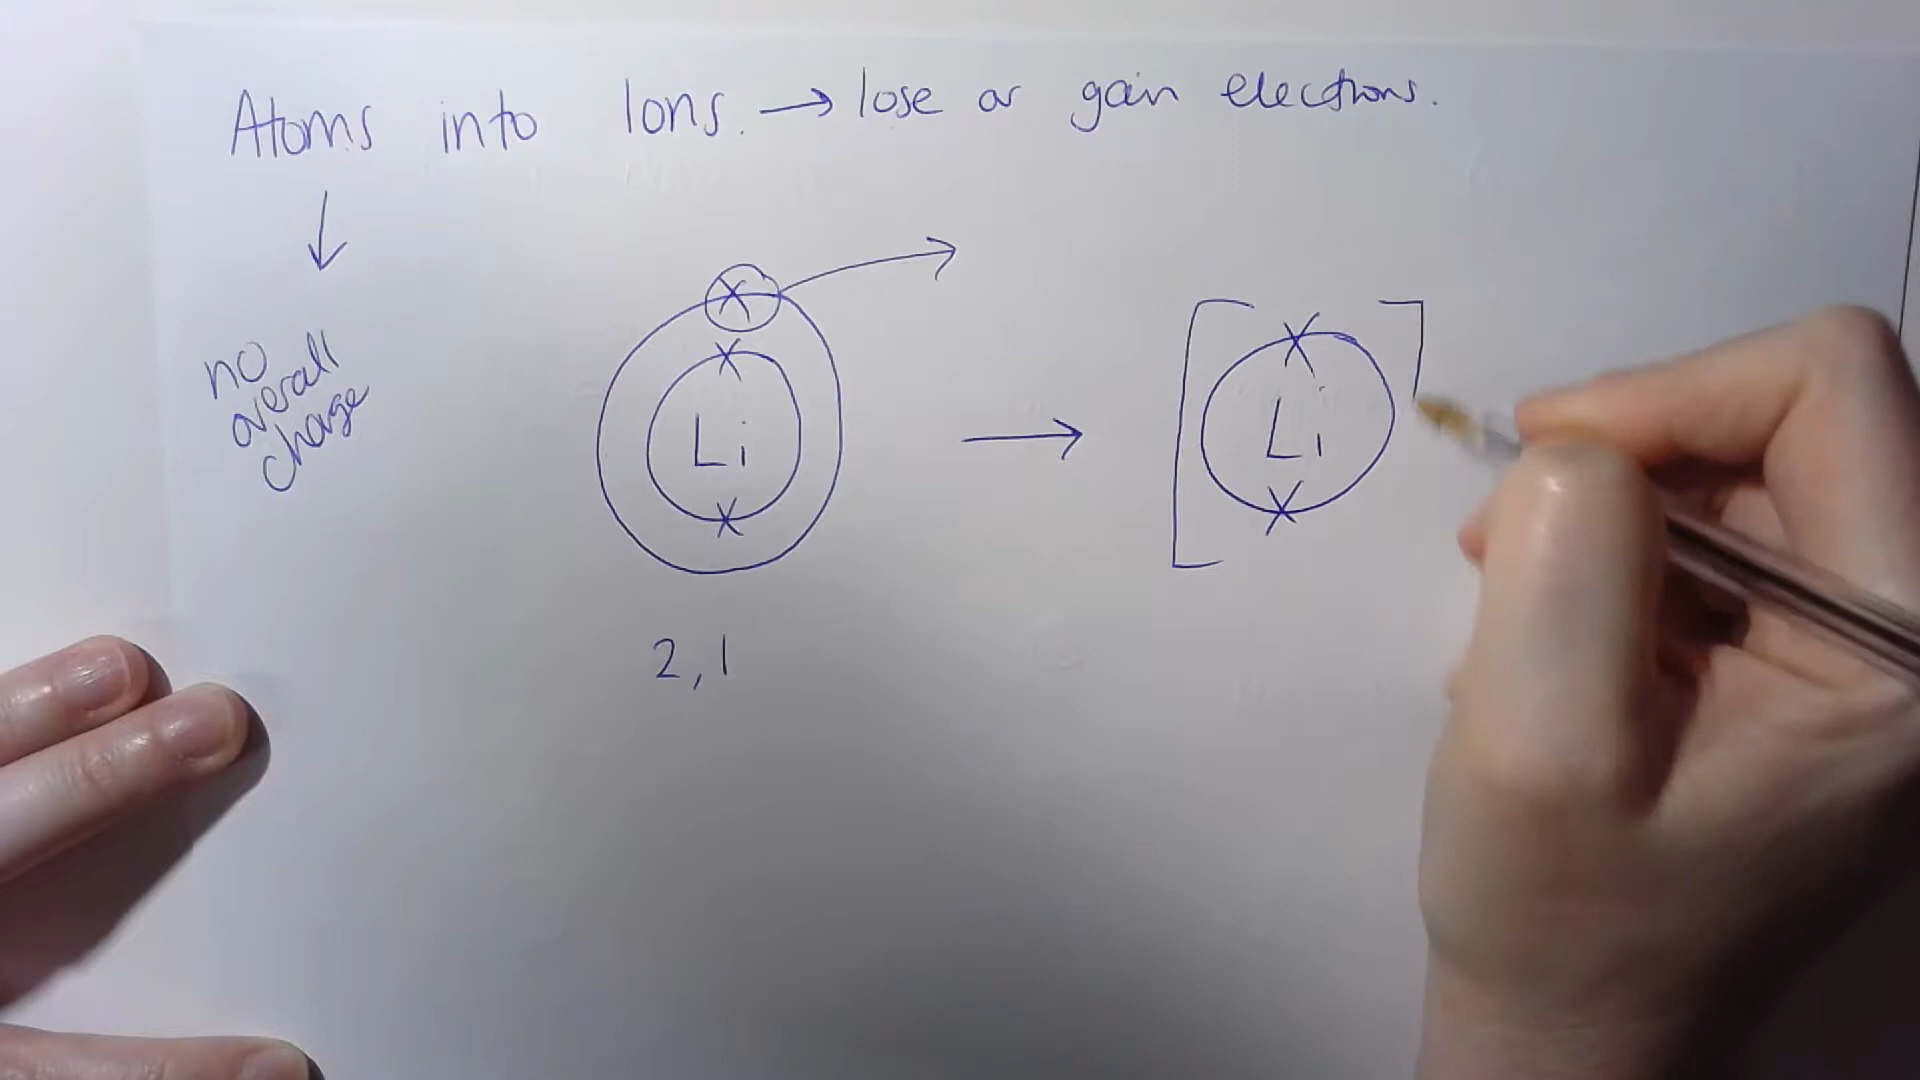 Atoms into Ions. → lose or gain electrons.
↓
no
overall
charge
X
X
Li
X
→
[X
Li
X]
2,1